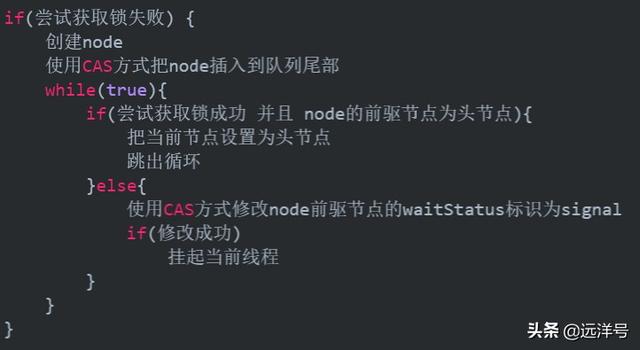 if(尝试获取锁失败) {
    创建node
    使用CAS方式把node插入到队列尾部
    while(true){
        if(尝试获取锁成功 并且 node的前驱节点为头节点){
            把当前节点设置为头节点
            跳出循环
        }else{
            使用CAS方式修改node前驱节点的waitStatus标识为signal
            if(修改成功)
                挂起当前线程
        }
    }
}
头条 @远洋号